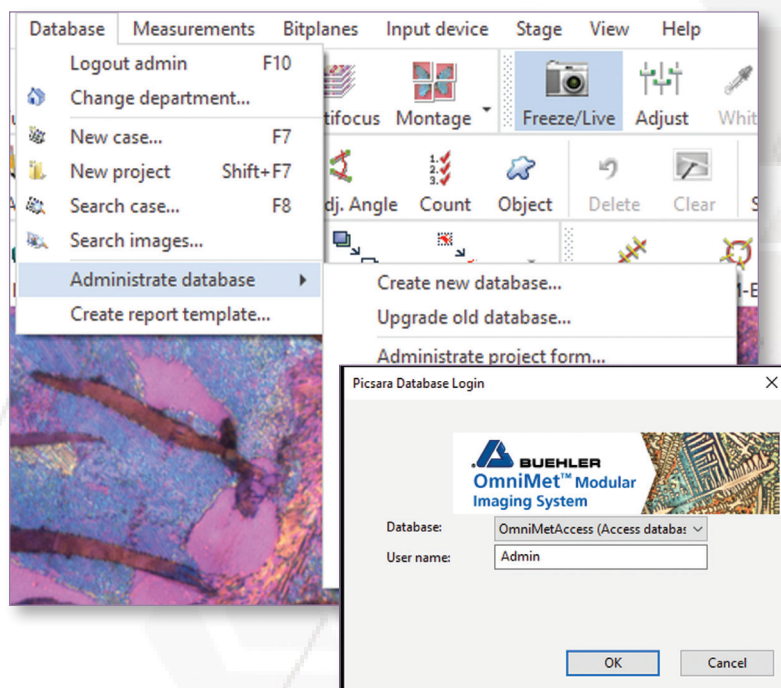 Database Measurements Bitplanes Input device Stage View Help
Logout admin F10
Change department...
New case... F7
New project Shift+F7
Search case... F8
Search images...
Administrate database
Create report template...
tifocus Montage Freeze/Live Adjust Whit
dj. Angle Count Object Delete Clear S
Create new database...
Upgrade old database...
Administrate project form...
Picsara Database Login
BUEHLER
OmniMet™ Modular
Imaging System
Database: OmniMetAccess (Access databas
User name: Admin
OK Cancel